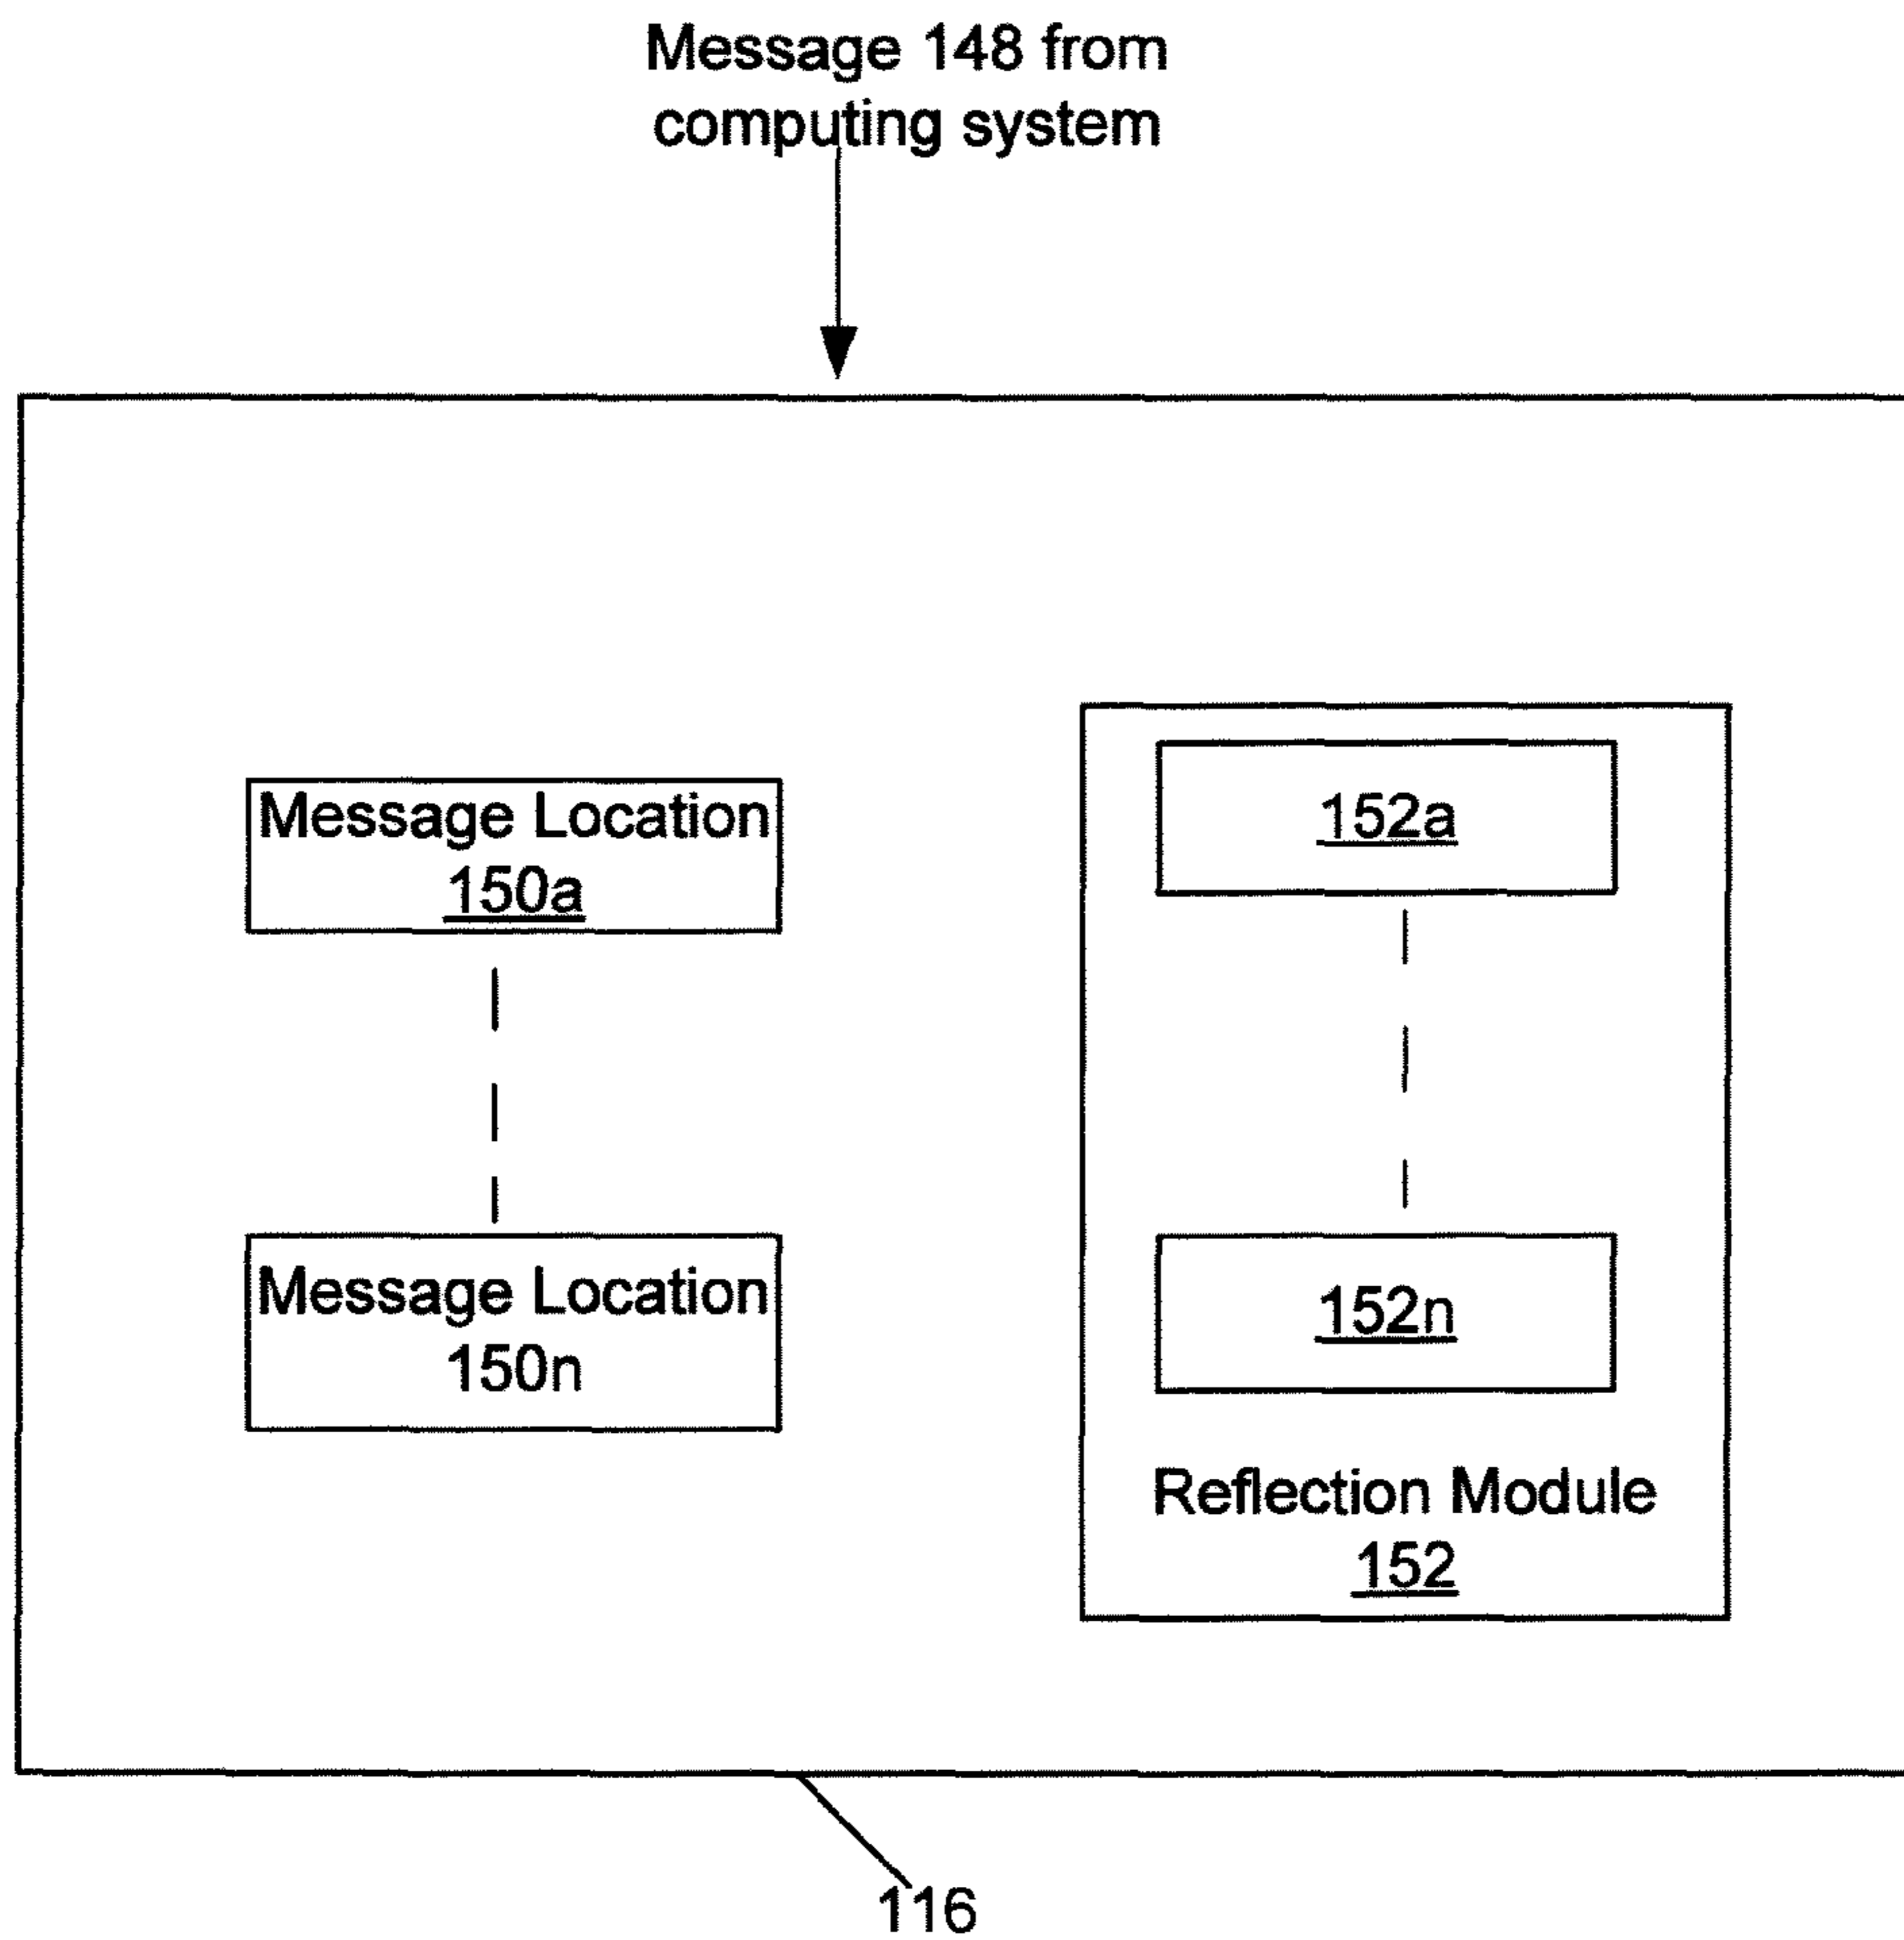 Message 148 from
computing system
Message Location
150a
152a
Message Location
150n
152n
Reflection Module
152
116